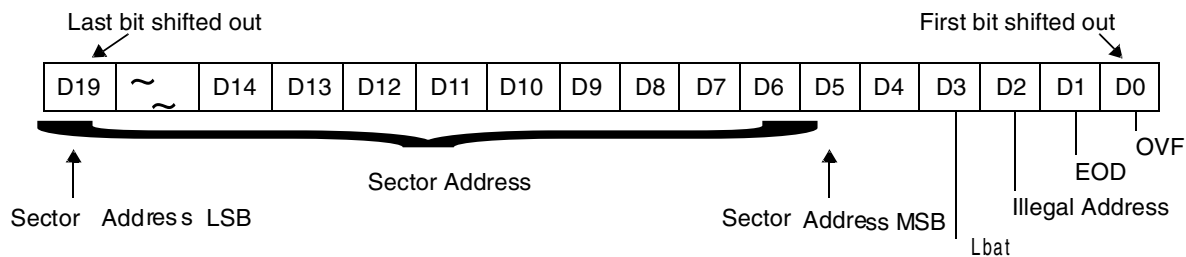 Last bit shifted out First bit shifted out
D19 ~ ~ D14 D13 D12 D11 D10 D9 D8 D7 D6 D5 D4 D3 D2 D1 D0
OVF
EOD
Sector Address
Illegal Address
Sector Address LSB Sector Address MSB
Lbat